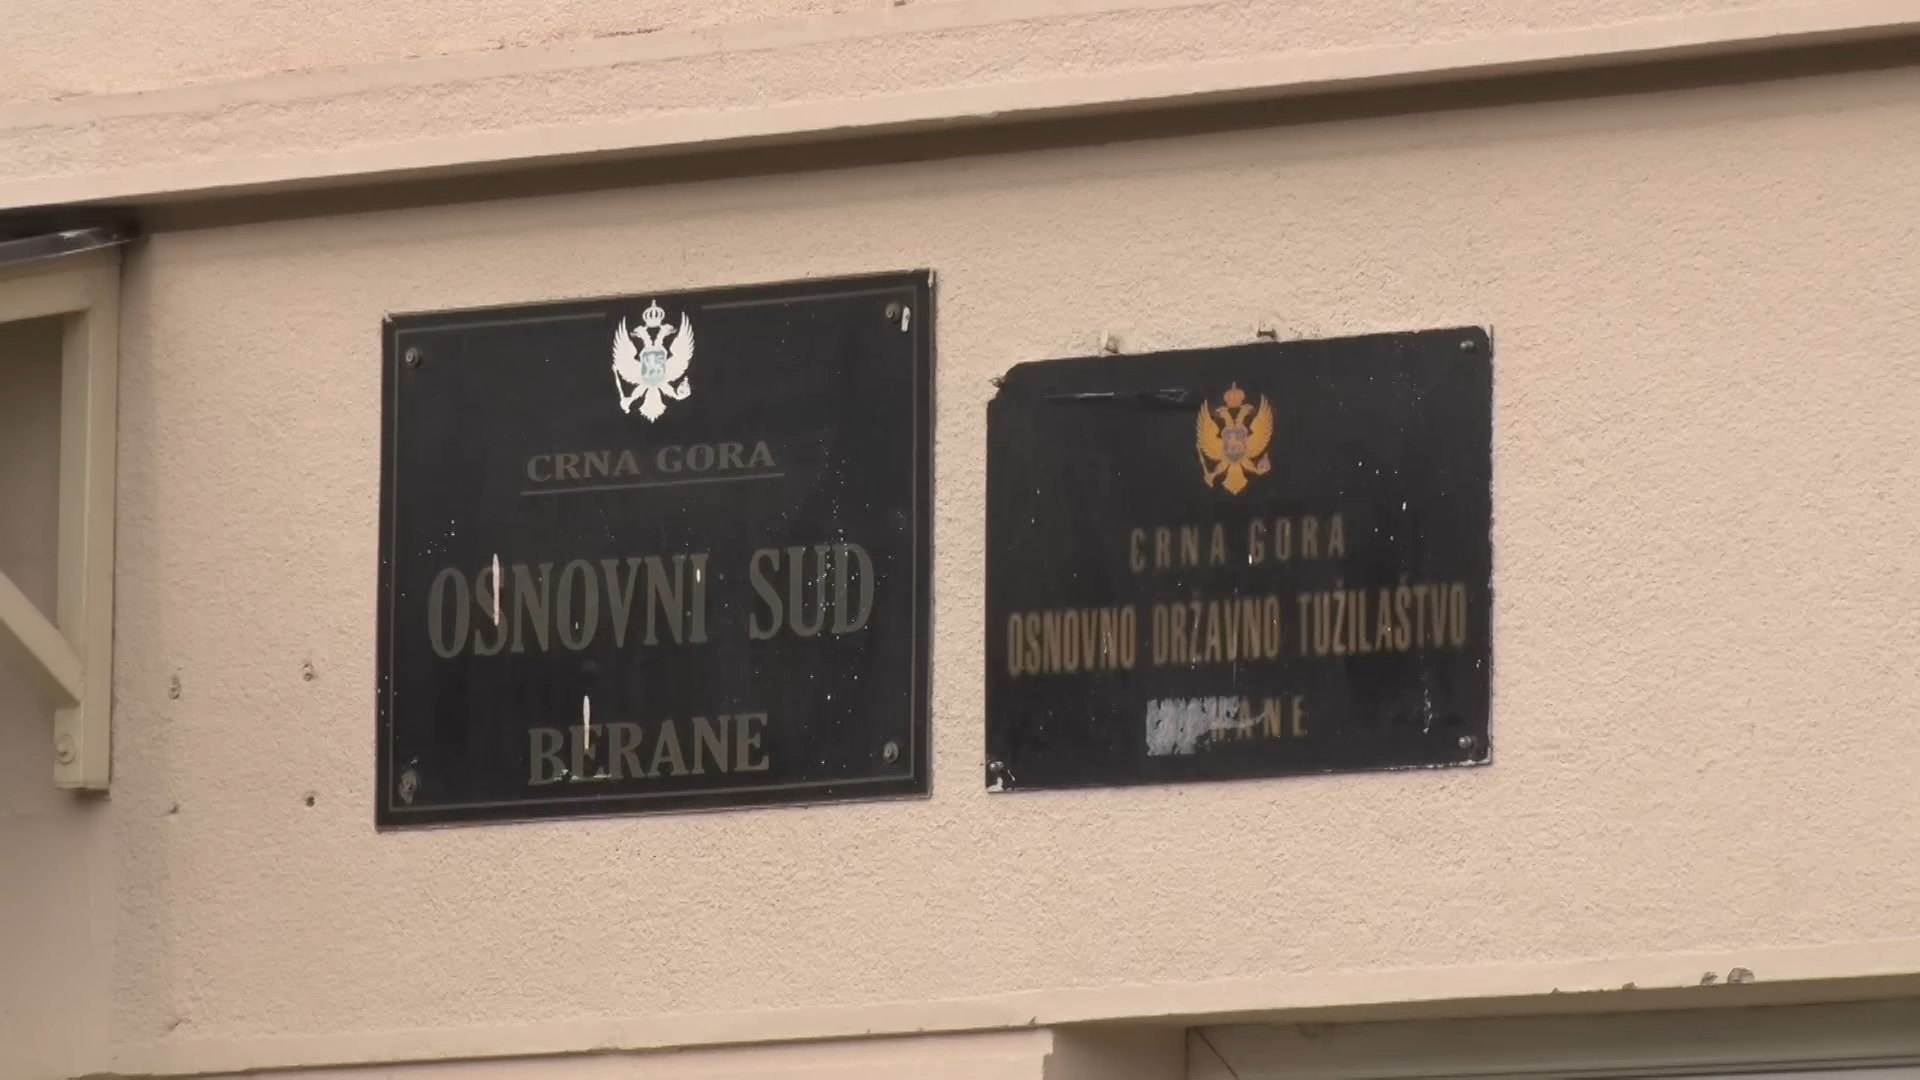 CRNA GORA
OSNOVNI SUD
BERANE
CRNA GORA
OSNOVNO DRŽAVNO TUŽILAŠTVO